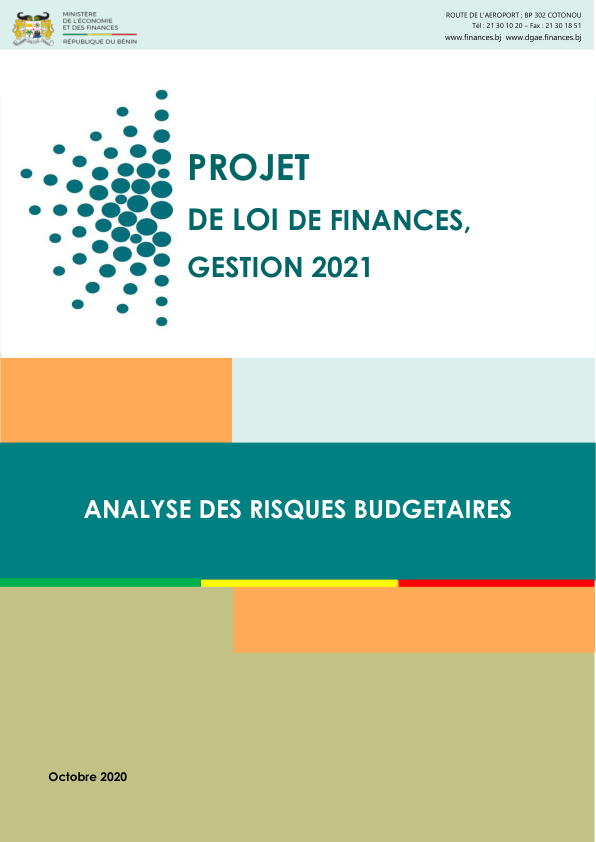 MINISTÈRE
DE L'ÉCONOMIE
ET DES FINANCES
RÉPUBLIQUE DU BÉNIN
ROUTE DE L'AEROPORT ; BP 302 COTONOU
Tél : 21 30 10 20 – Fax : 21 30 18 51
www.finances.bj www.dgae.finances.bj
PROJET
DE LOI DE FINANCES,
GESTION 2021
ANALYSE DES RISQUES BUDGETAIRES
Octobre 2020